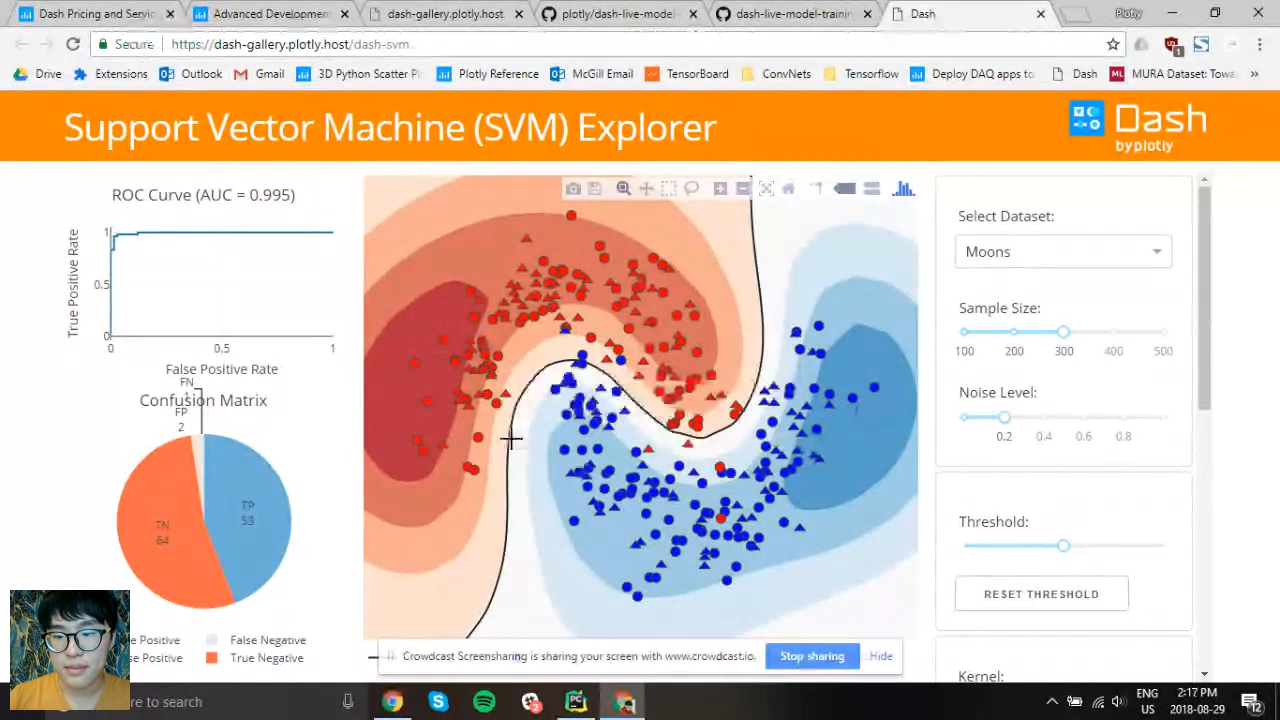 Dash Pricing and Servic
Advanced Development
dash-gallery.plotly.host
plotly/dash-live-model-
dash-live-model-trainin
Dash
Plotly
Secure
https://dash-gallery.plotly.host/dash-svm
Drive
Extensions
Outlook
Gmail
3D Python Scatter Pl
Plotly Reference
McGill Email
TensorBoard
ConvNets
Tensorflow
Deploy DAQ apps to
Dash
MURA Dataset: Towa
Support Vector Machine (SVM) Explorer
Dash
by plotly
ROC Curve (AUC = 0.995)
True Positive Rate
1
0.5
0
0
0.5
1
False Positive Rate
Confusion Matrix
FN
FP
2
TP
53
TN
64
e Positive
False Negative
e Positive
True Negative
Select Dataset:
Moons
Sample Size:
100
200
300
400
500
Noise Level:
0.2
0.4
0.6
0.8
Threshold:
RESET THRESHOLD
Kernel:
Crowdcast Screensharing is sharing your screen with www.crowdcast.io.
Stop sharing
Hide
re to search
ENG
US
2:17 PM
2018-08-29
12